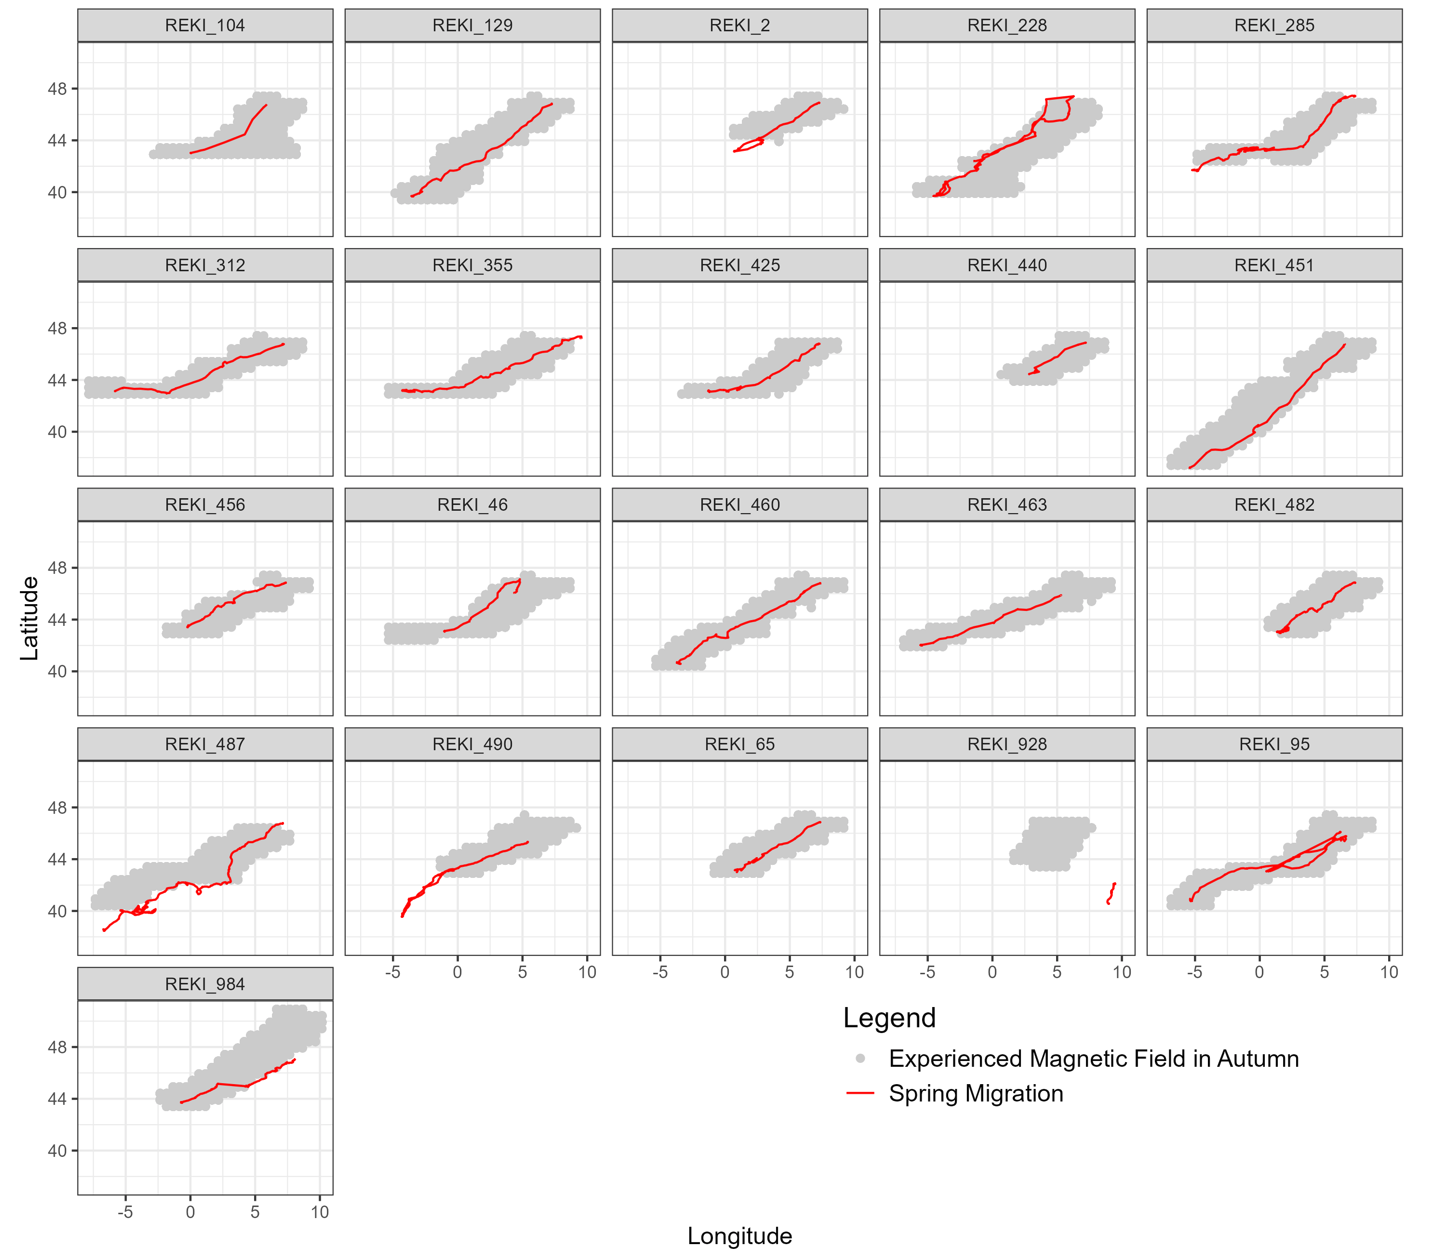 REKI_104 REKI_129 REKI_2 REKI_228 REKI_285
48
44
40
REKI_312 REKI_355 REKI_425 REKI_440 REKI_451
48
44
40
REKI_456 REKI_46 REKI_460 REKI_463 REKI_482
48
44
40
Latitude
REKI_487 REKI_490 REKI_65 REKI_928 REKI_95
48
44
40
-5 0 5 10 -5 0 5 10 -5 0 5 10 -5 0 5 10
REKI_984
48
44
40
-5 0 5 10
Legend
Experienced Magnetic Field in Autumn
Spring Migration
Longitude